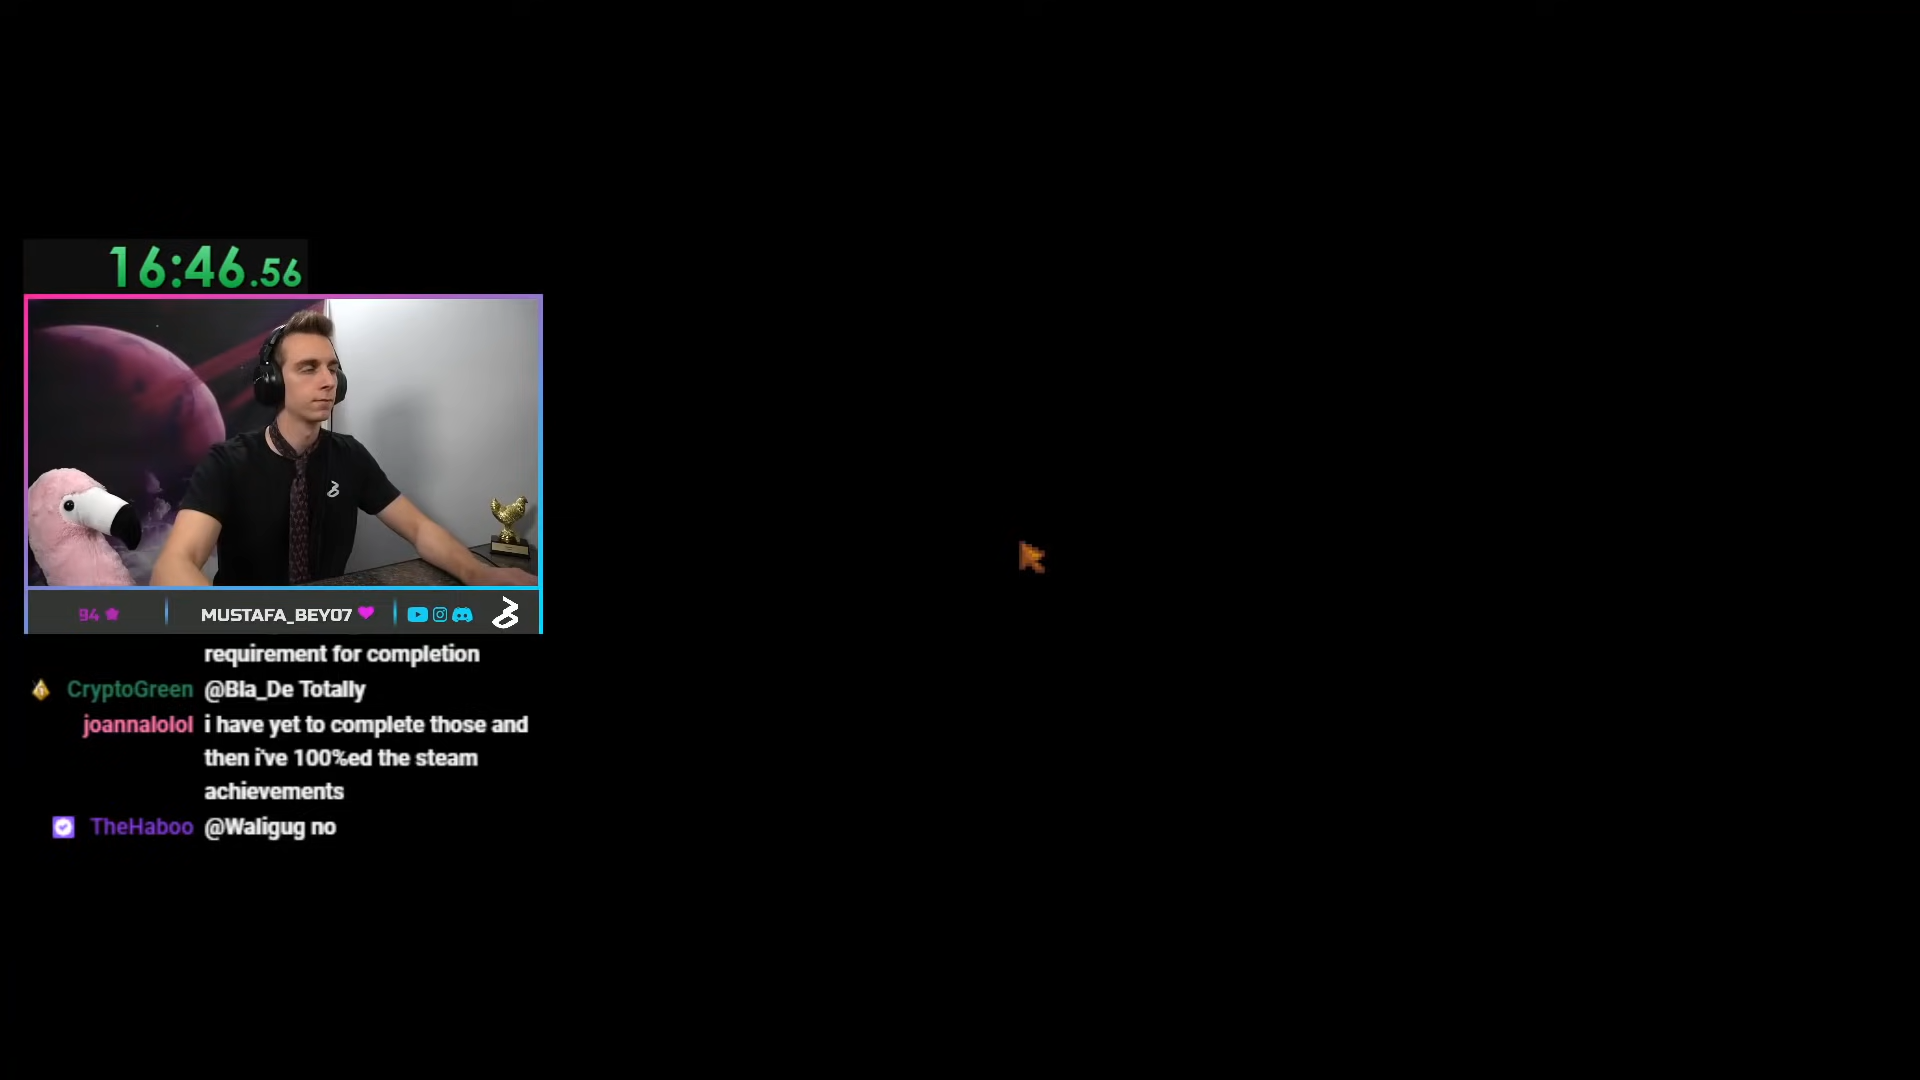 16:46.56
94
MUSTAFA_BEY07
requirement for completion
CryptoGreen @Bla_De Totally
joannalolol i have yet to complete those and
then i've 100%ed the steam
achievements
TheHaboo @Waligug no